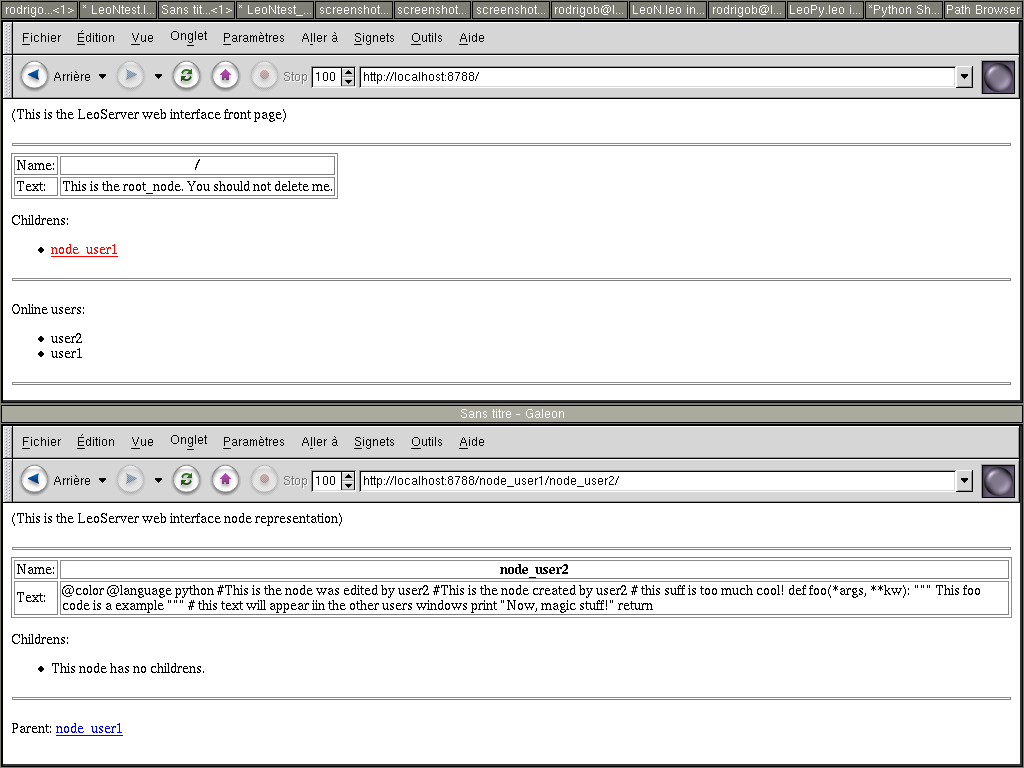 rodrigo...<1> * LeoNtest.l... Sans tit...<1> * LeoNtest_... screenshot... screenshot... screenshot... rodrigob@l... LeoN.leo in... rodrigob@l... LeoPy.leo i... *Python Sh... Path Browser
Fichier Édition Vue Onglet Paramètres Aller à Signets Outils Aide
Arrière Stop 100 http://localhost:8788/
(This is the LeoServer web interface front page)
Name: /
Text: This is the root_node. You should not delete me.
Childrens:
node_user1
Online users:
user2
user1
Sans titre - Galeon
Fichier Édition Vue Onglet Paramètres Aller à Signets Outils Aide
Arrière Stop 100 http://localhost:8788/node_user1/node_user2/
(This is the LeoServer web interface node representation)
Name: node_user2
Text: @color @language python #This is the node was edited by user2 #This is the node created by user2 # this suff is too much cool! def foo(*args, **kw): """ This foo
code is a example """ # this text will appear iin the other users windows print "Now, magic stuff!" return
Childrens:
This node has no childrens.
Parent: node_user1